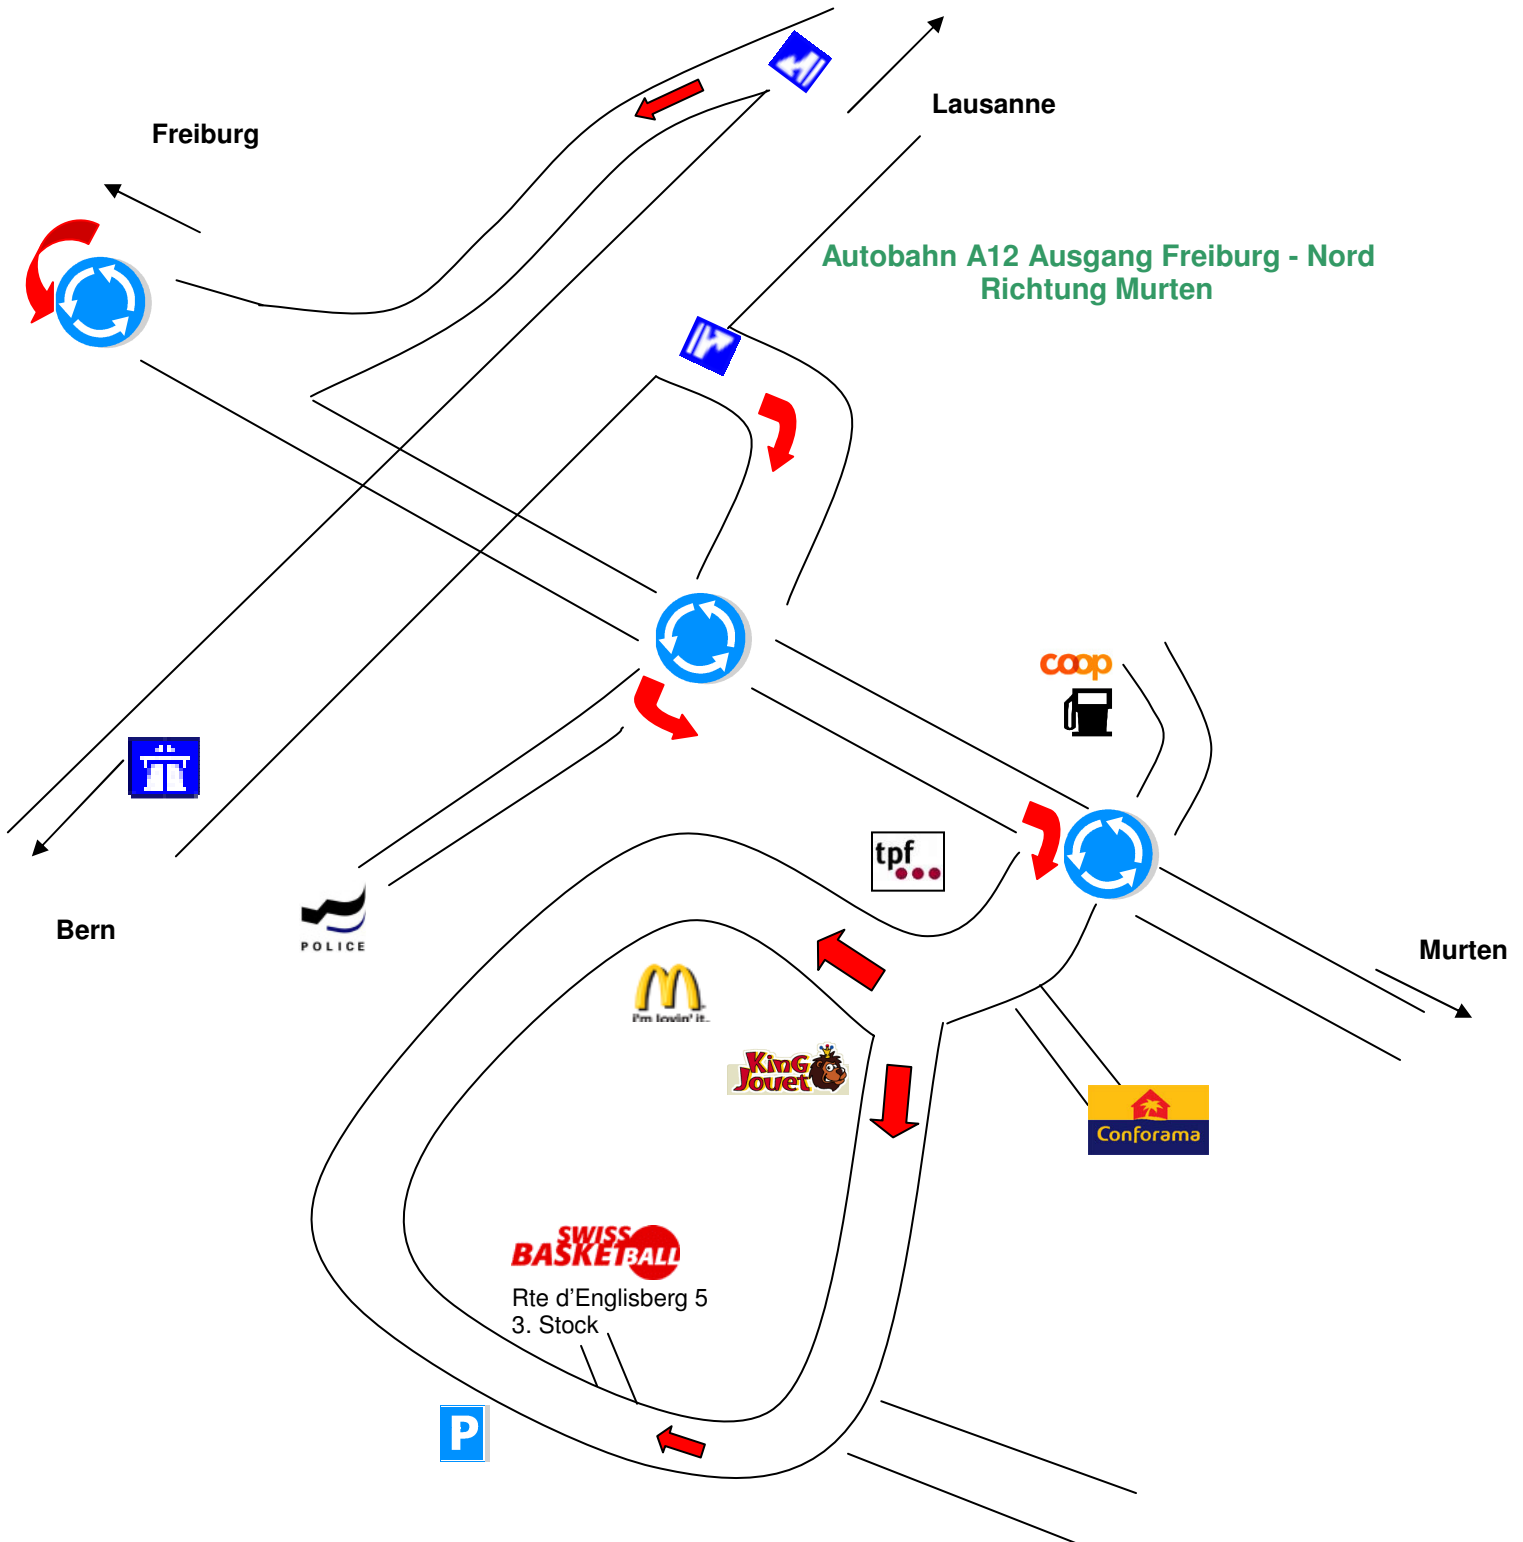 Lausanne
Freiburg
Autobahn A12 Ausgang Freiburg - Nord
Richtung Murten
coop
tpf
POLICE
Bern
Murten
i'm lovin' it
King
Jouet
Conforama
SWISS
BASKETBALL
Rte d'Englisberg 5
3. Stock
P